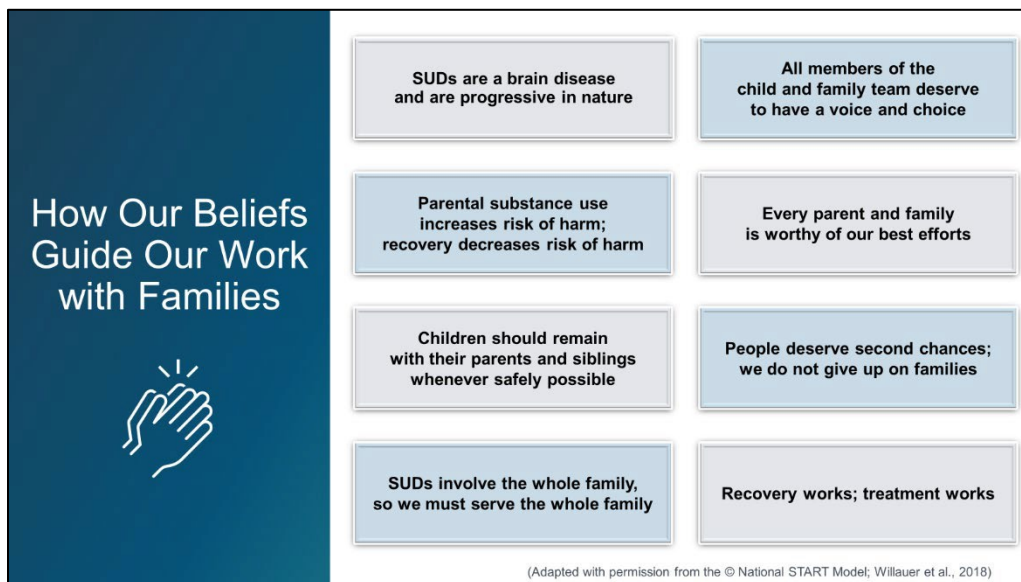 How Our Beliefs
Guide Our Work
with Families
SUDs are a brain disease
and are progressive in nature
All members of the
child and family team deserve
to have a voice and choice
Parental substance use
increases risk of harm;
recovery decreases risk of harm
Every parent and family
is worthy of our best efforts
Children should remain
with their parents and siblings
whenever safely possible
People deserve second chances;
we do not give up on families
SUDs involve the whole family,
so we must serve the whole family
Recovery works; treatment works
(Adapted with permission from the © National START Model; Willauer et al., 2018)